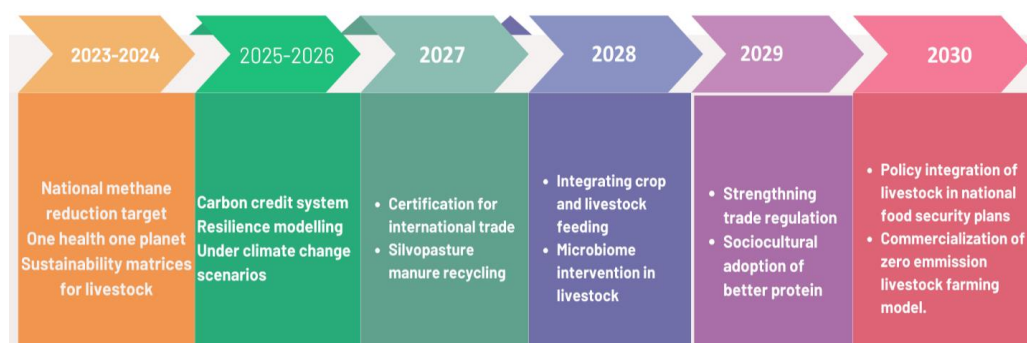 2023-2024
National methane
reduction target
One health one planet
Sustainability matrices
for livestock
2025-2026
Carbon credit system
Resilience modelling
Under climate change
scenarios
2027
• Certification for
international trade
• Silvopasture
manure recycling
2028
• Integrating crop
and livestock
feeding
• Microbiome
intervention in
livestock
2029
• Strengthning
trade regulation
• Sociocultural
adoption of
better protein
2030
• Policy integration of
livestock in national
food security plans
• Commercialization of
zero emmission
livestock farming
model.